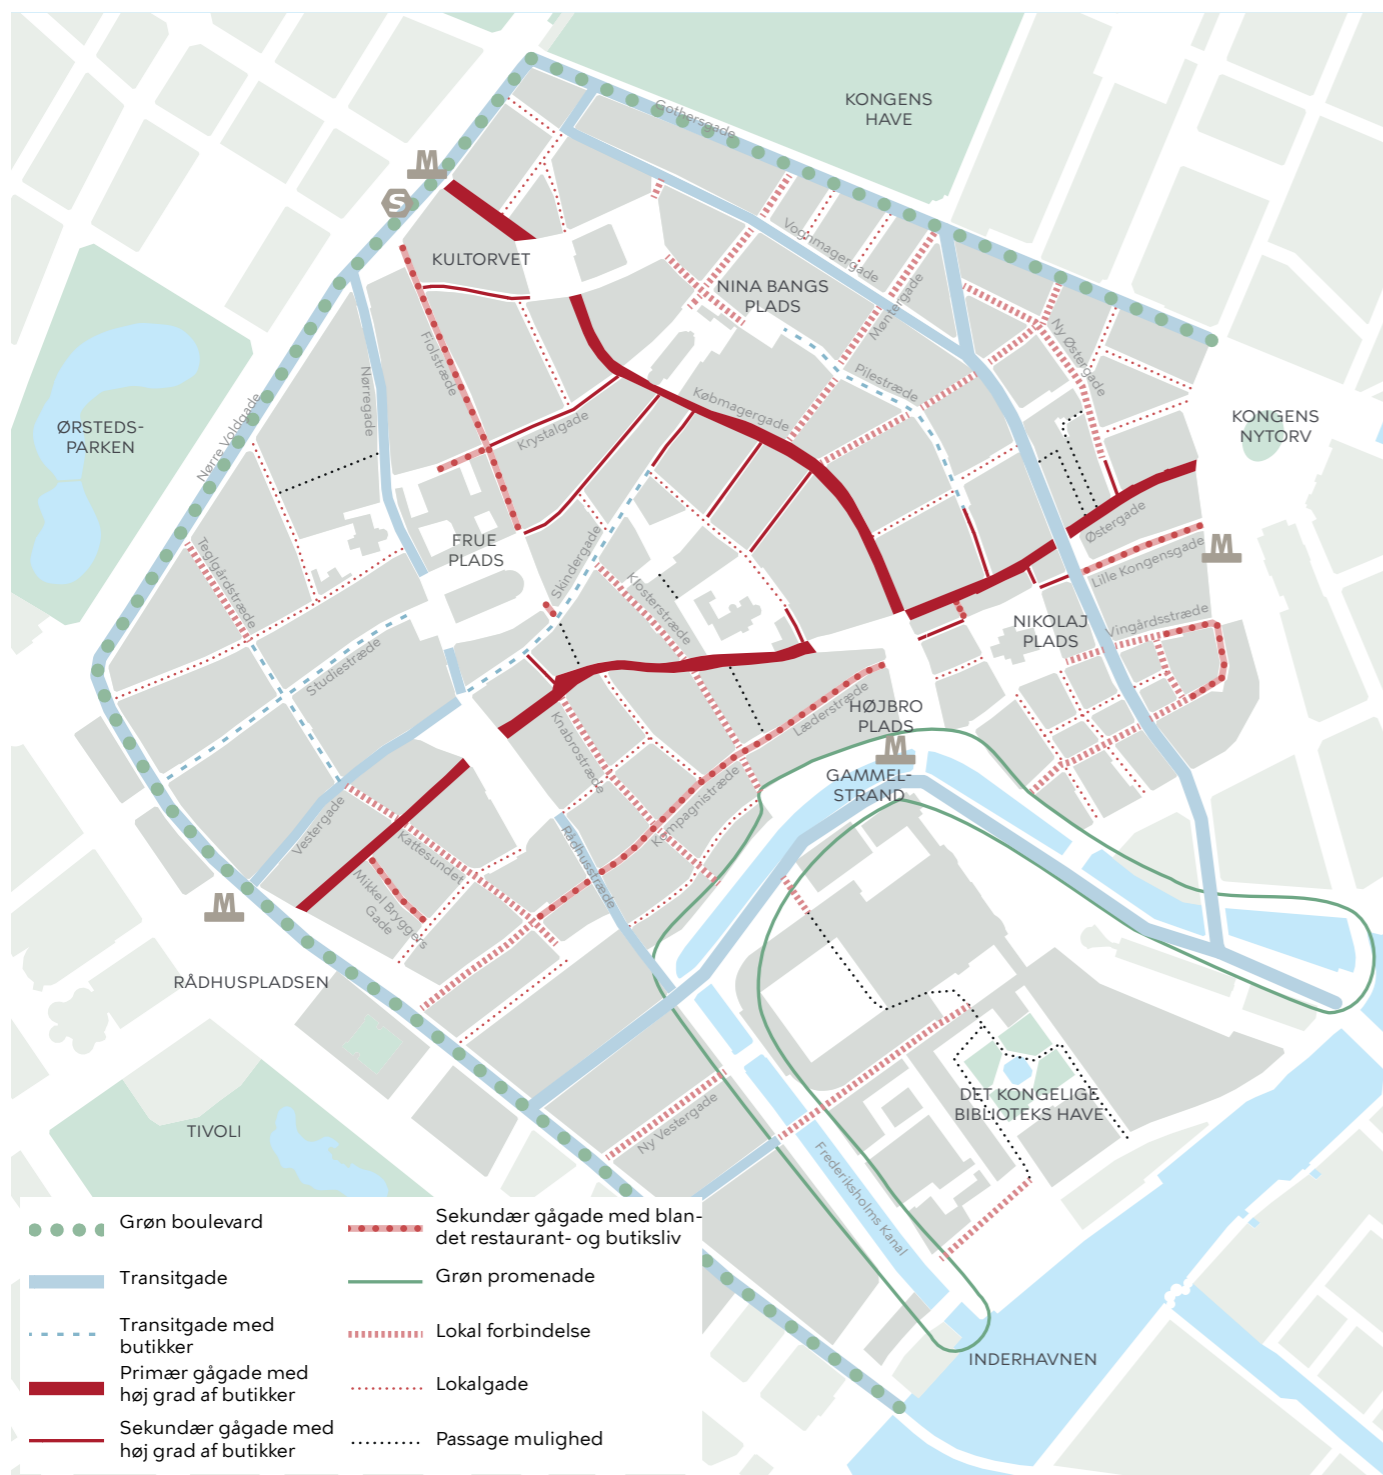 KONGENS
HAVE
Gothersgade
M
S
KULTORVET
Vognmagergade
NINA BANGS
PLADS
Møntergade
Ny Østergade
Fiolstræde
Nørregade
Pilestræde
Købmagergade
KONGENS
NYTORV
ØRSTEDS-
PARKEN
Nørre Voldgade
Krystalgade
Østergade
FRUE
PLADS
Skindergade
M
Lille Kongensgade
Teglgårdstræde
Klosterstræde
NIKOLAJ
PLADS
Vingårdsstræde
Studiestræde
Læderstræde
HØJBRO
PLADS
M
Knabrostræde
GAMMEL-
STRAND
Kompagnistræde
Vestergade
Kattesundet
Rådhusstræde
Mikkel Bryggers
Gade
M
RÅDHUSPLADSEN
DET KONGELIGE
BIBLIOTEKS HAVE
TIVOLI
Ny Vestergade
Frederiksholms Kanal
INDERHAVNEN
Grøn boulevard
Transitgade
Transitgade med
butikker
Primær gågade med
høj grad af butikker
Sekundær gågade med
høj grad af butikker
Sekundær gågade med blan-
det restaurant- og butiksliv
Grøn promenade
Lokal forbindelse
Lokalgade
Passage mulighed